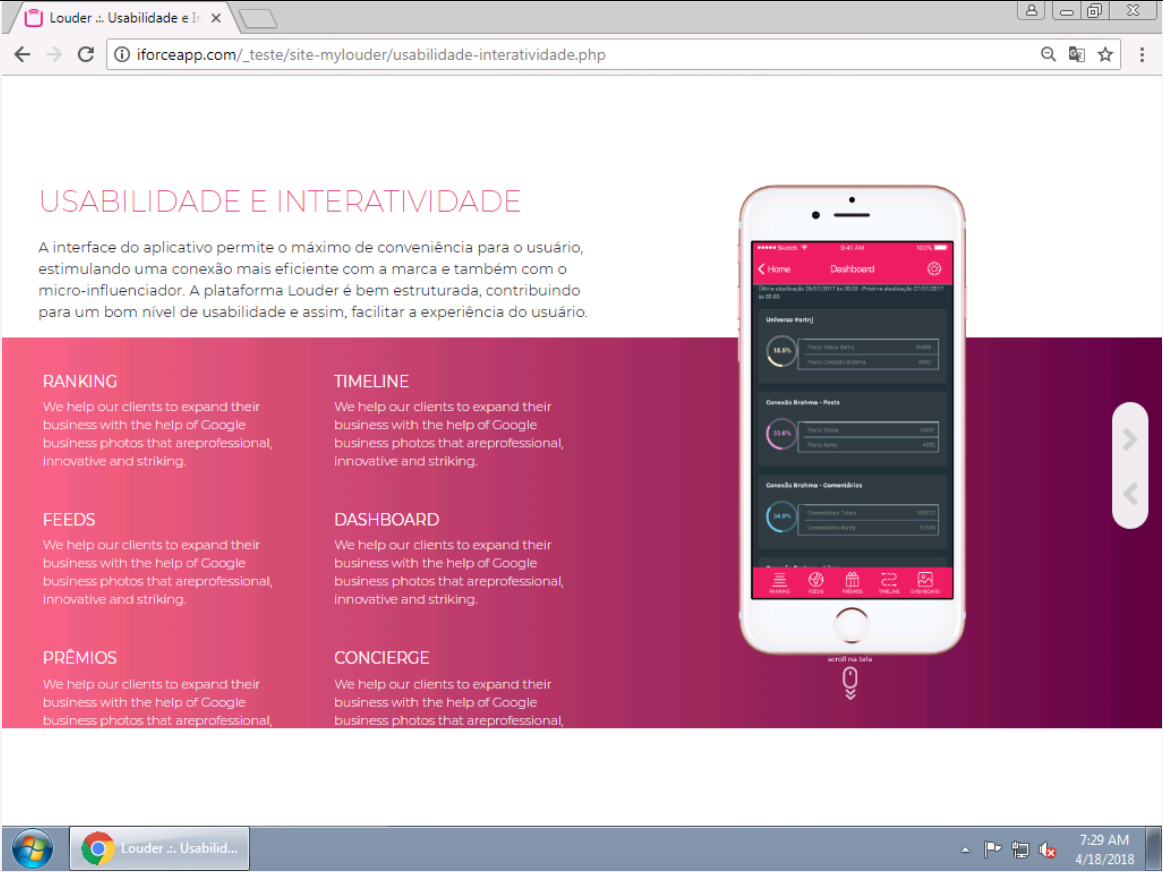 Louder .:. Usabilidade e Ir
iforceapp.com/_teste/site-mylouder/usabilidade-interatividade.php
USABILIDADE E INTERATIVIDADE
A interface do aplicativo permite o máximo de conveniência para o usuário,
estimulando uma conexão mais eficiente com a marca e também com o
micro-influenciador. A plataforma Louder é bem estruturada, contribuindo
para um bom nível de usabilidade e assim, facilitar a experiência do usuário.
RANKING
We help our clients to expand their
business with the help of Google
business photos that areprofessional,
innovative and striking.
TIMELINE
We help our clients to expand their
business with the help of Google
business photos that areprofessional,
innovative and striking.
FEEDS
We help our clients to expand their
business with the help of Google
business photos that areprofessional,
innovative and striking.
DASHBOARD
We help our clients to expand their
business with the help of Google
business photos that areprofessional,
innovative and striking.
PRÊMIOS
We help our clients to expand their
business with the help of Google
business photos that areprofessional,
CONCIERGE
We help our clients to expand their
business with the help of Google
business photos that areprofessional,
Sketch 9:41 AM 100%
Home Dashboard
Última atualização 26/07/2017 às 00:05 - Próxima atualização 27/07/2017
às 00:05
Universo #artnj
Conexão Brahma - Posts
33.6%
Posts Totais
Conexão Brahma - Comentários
34.9%
Comentários Totais
RANKING FEEDS PRÊMIOS TIMELINE DASHBOARD
scroll na tela
Louder .:. Usabilid...
7:29 AM
4/18/2018